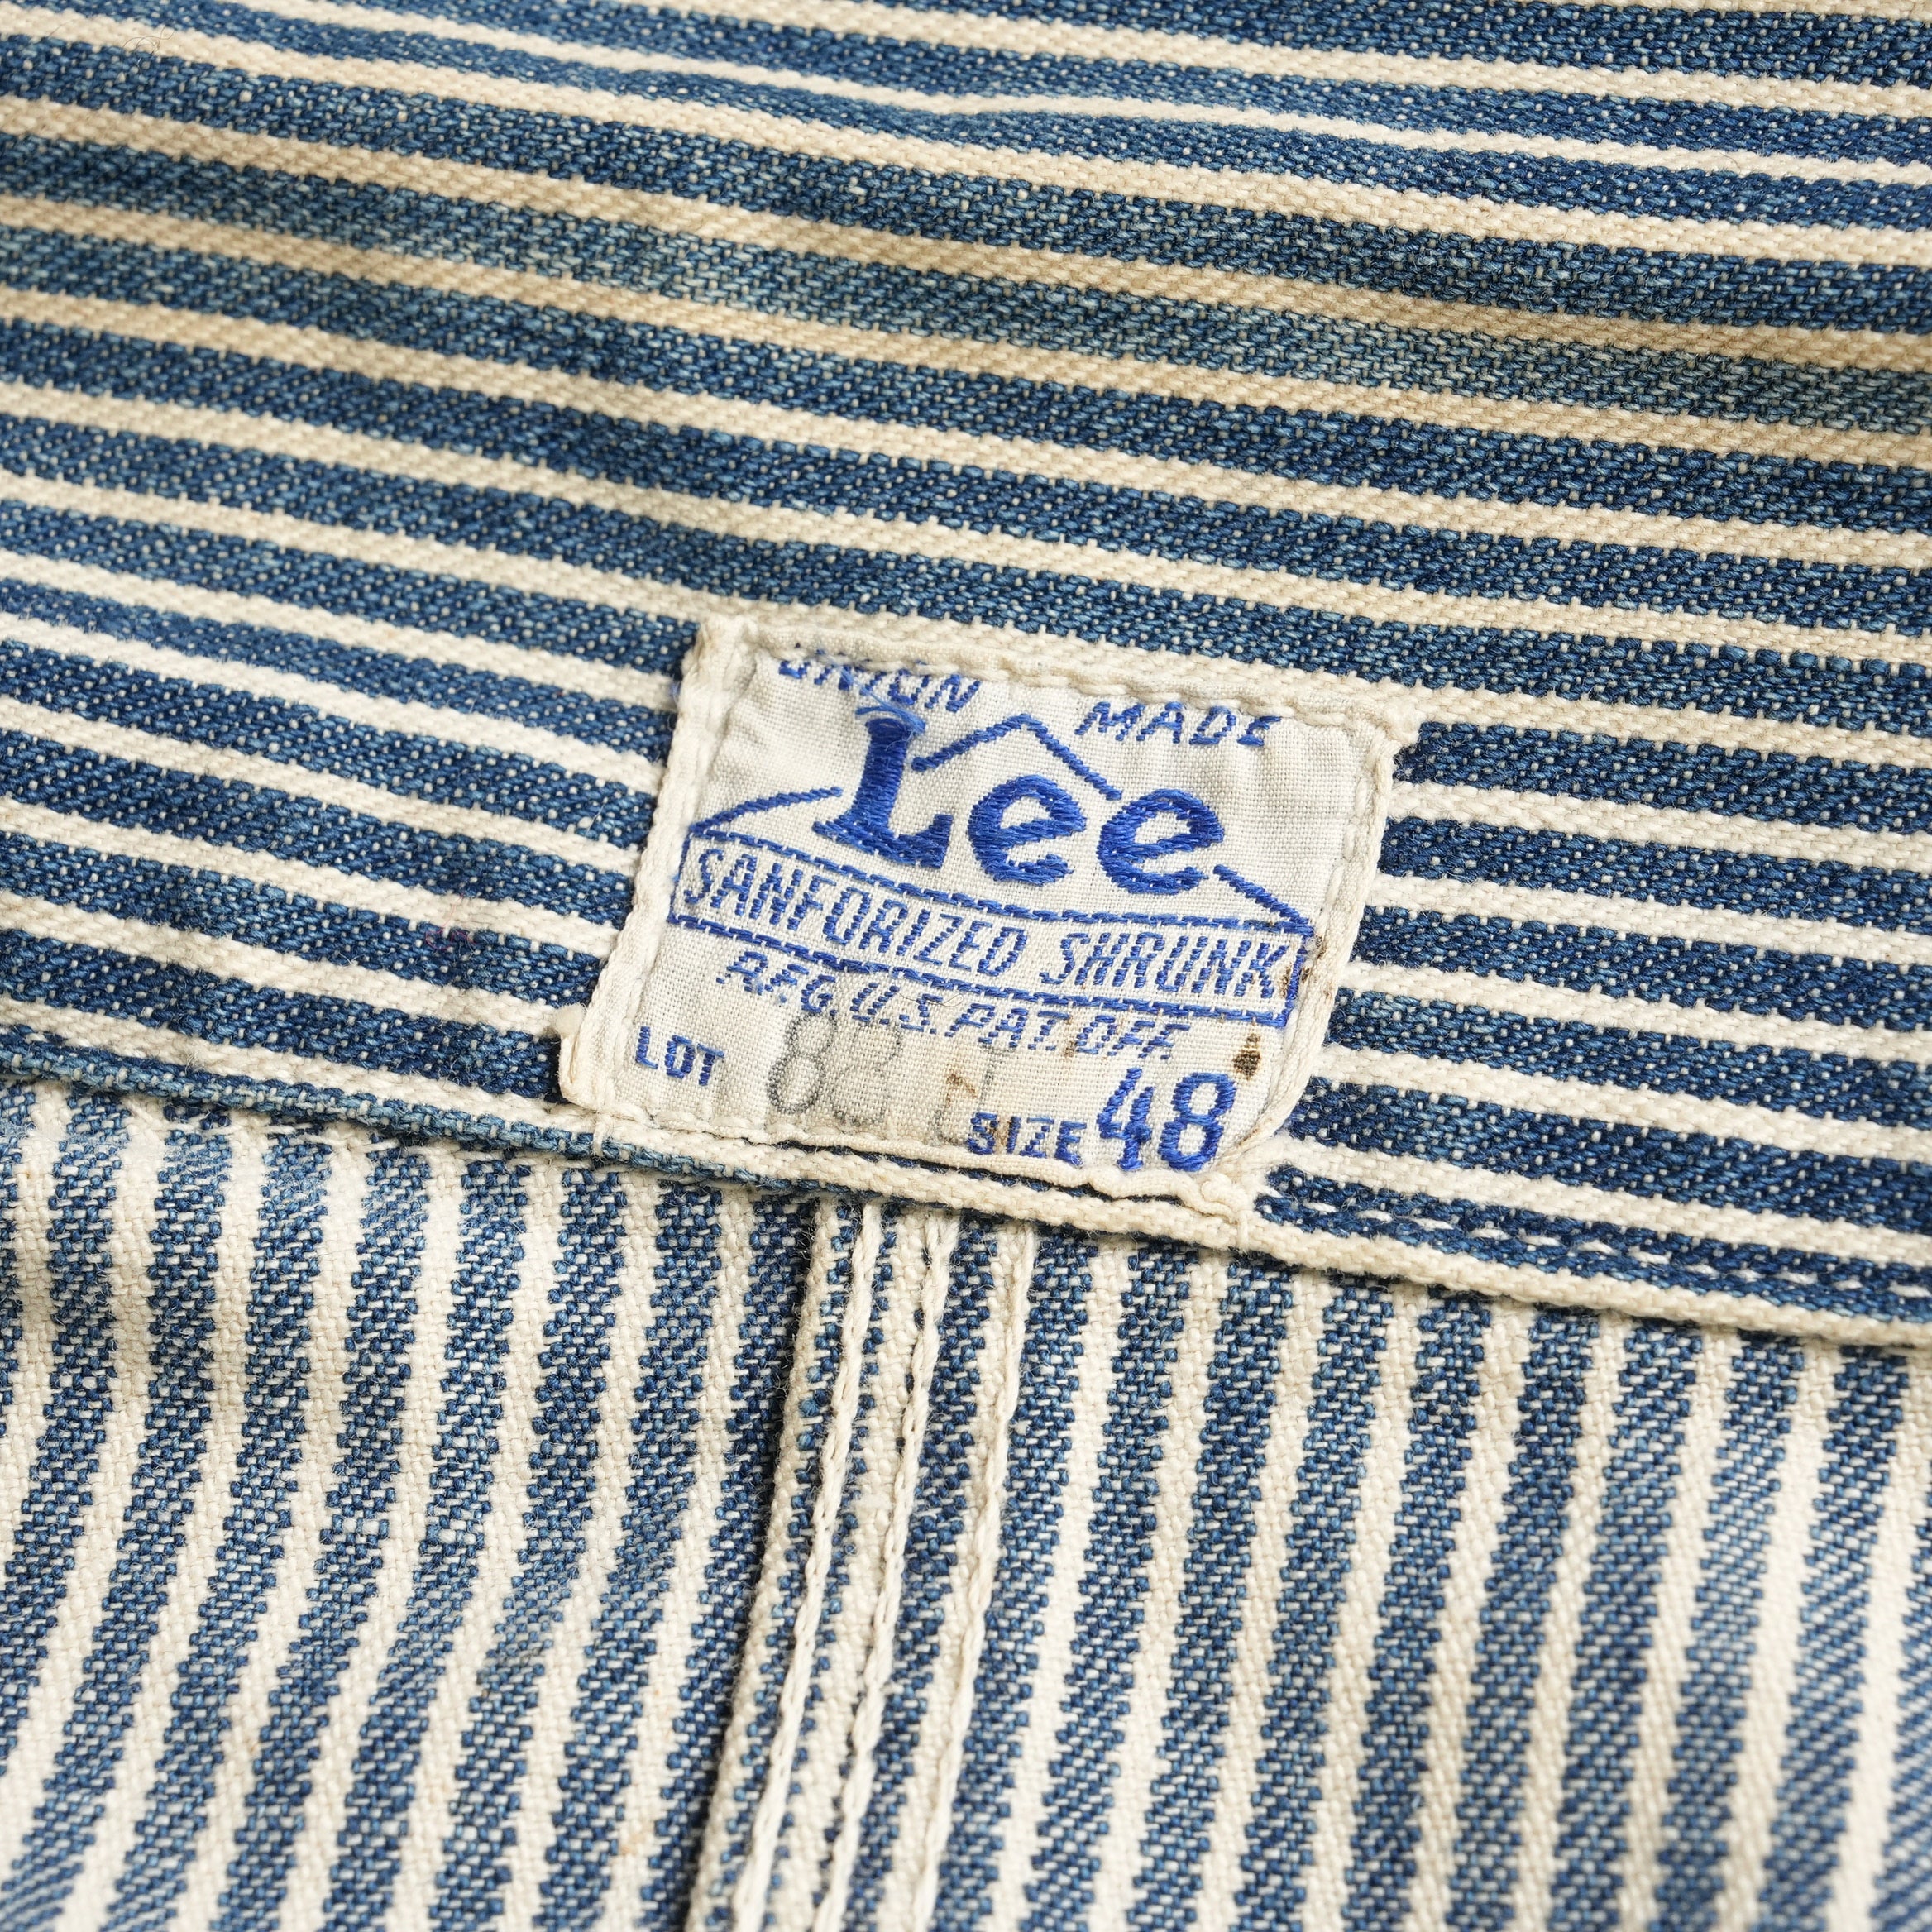 UNION MADE
Lee
SANFORIZED SHRUNK
REG. U.S. PAT. OFF.
LOT
SIZE 48